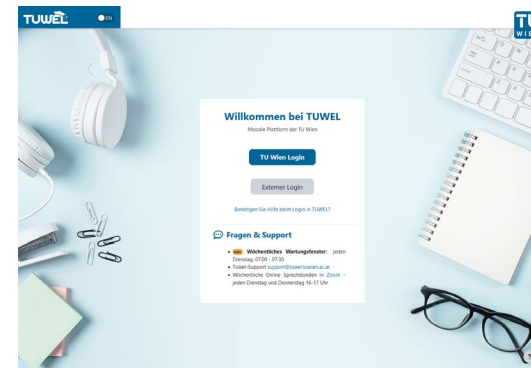 TUWEL
EN
TU
WIE
Willkommen bei TUWEL
Moodle Plattform der TU Wien
TU Wien Login
Externer Login
Benötigen Sie Hilfe beim Login in TUWEL?
Fragen & Support
Wöchentliches Wartungsfenster: jeden
Dienstag, 07:00 - 07:30
Ticket-Support support@tuwel.tuwien.ac.at
Wöchentliche Online Sprechstunden in Zoom -
jeden Dienstag und Donnerstag 16-17 Uhr